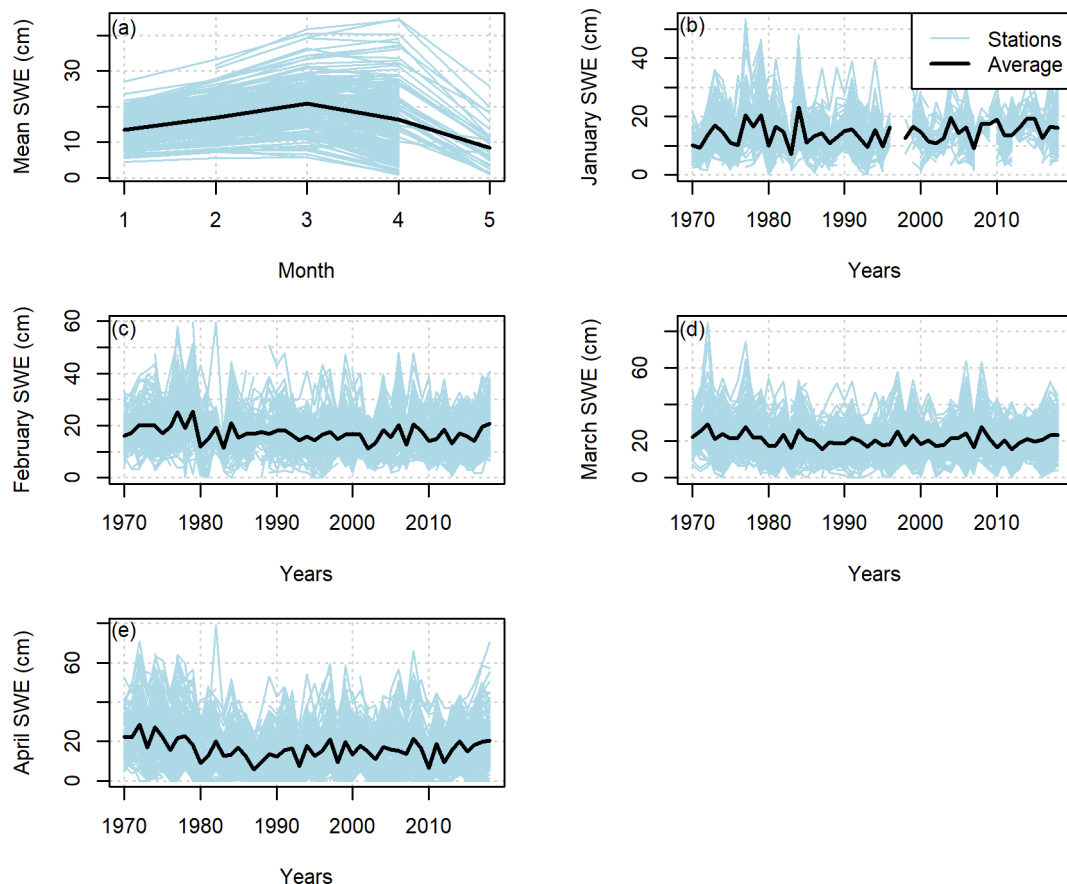 (a)
Mean SWE (cm)
0
10
30
1
2
3
4
5
Month
(b)
Stations
Average
January SWE (cm)
0
20
40
1970
1980
1990
2000
2010
Years
(c)
February SWE (cm)
0
20
40
60
1970
1980
1990
2000
2010
Years
(d)
March SWE (cm)
0
20
60
1970
1980
1990
2000
2010
Years
(e)
April SWE (cm)
0
20
60
1970
1980
1990
2000
2010
Years